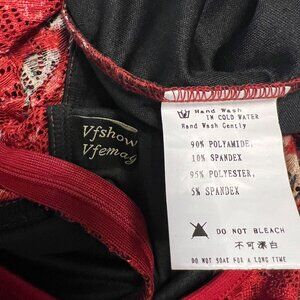 Vfshow
Vfemag
Hand Wash
IN COLD WATER
Hand Wash Gently
90% POLYAMIDE,
10% SPANDEX
95% POLYESTER,
5% SPANDEX
DO NOT BLEACH
不可漂白
DO NOT SOAT FOR A LONG TIME